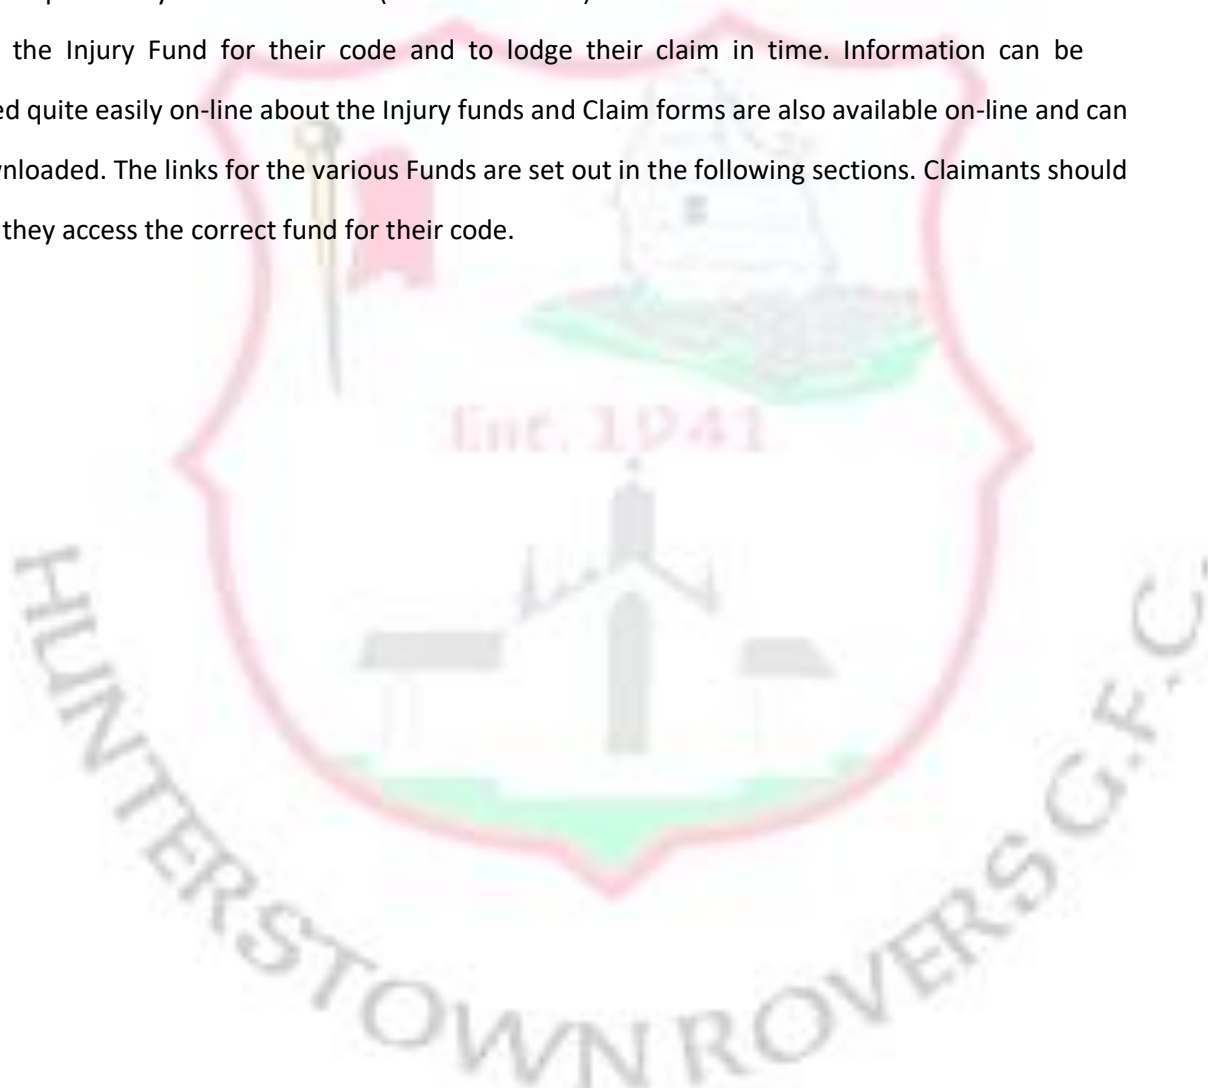 the Injury Fund for their code and to lodge their claim in time. Information can be
quite easily on-line about the Injury funds and Claim forms are also available on-line and can
The links for the various Funds are set out in the following sections. Claimants should
they access the correct fund for their code.
Ent. 1941
HUNTERSTOWN ROVERS G.F.C.